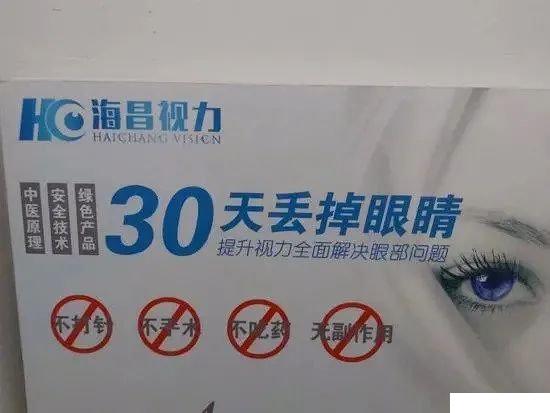 海昌视力
HAICHANG VISION
中医原理
安全技术
绿色产品
30天丢掉眼睛
提升视力全面解决眼部问题
不打针
不手术
不吃药
无副作用